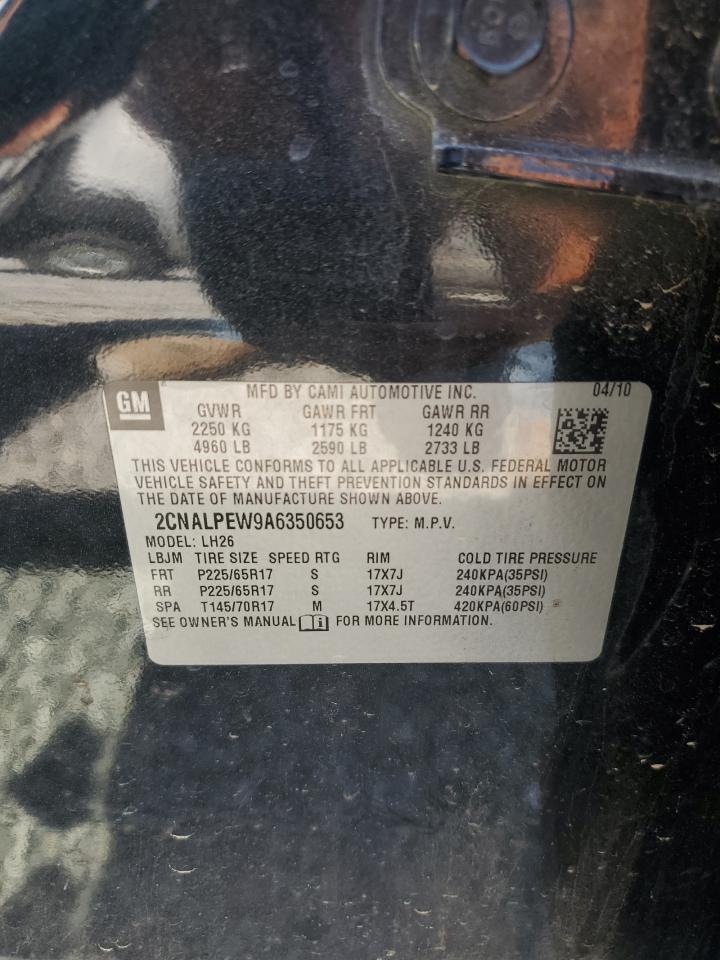 GM
MFD BY CAMI AUTOMOTIVE INC. 04/10
GVWR GAWR FRT GAWR RR
2250 KG 1175 KG 1240 KG
4960 LB 2590 LB 2733 LB
THIS VEHICLE CONFORMS TO ALL APPLICABLE U.S. FEDERAL MOTOR
VEHICLE SAFETY AND THEFT PREVENTION STANDARDS IN EFFECT ON
THE DATE OF MANUFACTURE SHOWN ABOVE.
2CNALPEW9A6350653 TYPE: M.P.V.
MODEL: LH26
LBJM TIRE SIZE SPEED RTG RIM COLD TIRE PRESSURE
FRT P225/65R17 S 17X7J 240KPA(35PSI)
RR P225/65R17 S 17X7J 240KPA(35PSI)
SPA T145/70R17 M 17X4.5T 420KPA(60PSI)
SEE OWNER'S MANUAL i FOR MORE INFORMATION.